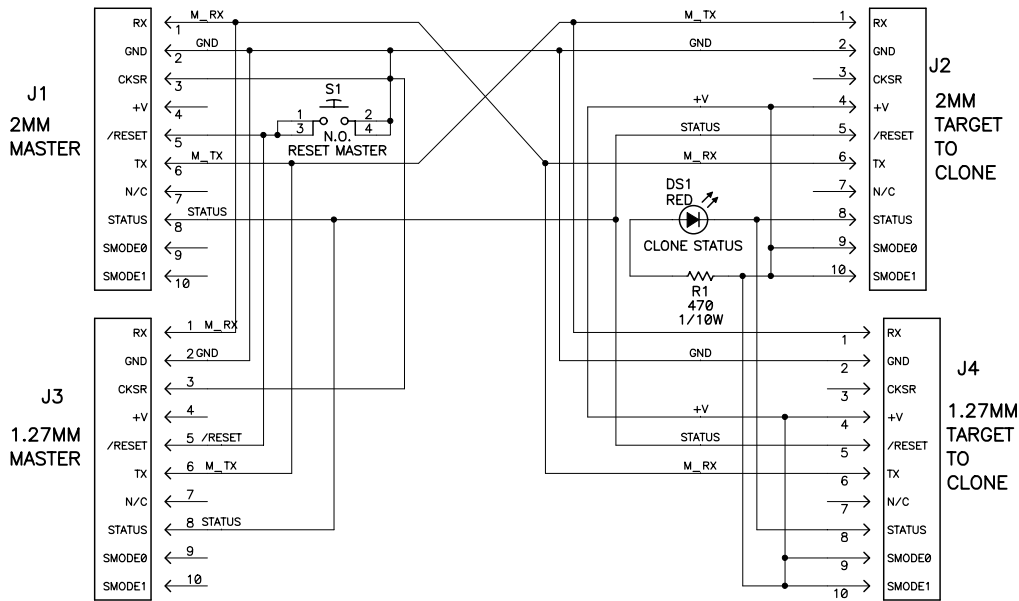 J1
2MM
MASTER
RX
GND
CKSR
+V
/RESET
TX
N/C
STATUS
SMODE0
SMODE1
1
2
3
4
5
6
7
8
9
10
M_RX
GND
M_TX
STATUS
S1
1
3
2
4
N.O.
RESET MASTER
M_TX
GND
+V
STATUS
M_RX
DS1
RED
CLONE STATUS
R1
470
1/10W
1
2
3
4
5
6
7
8
9
10
RX
GND
CKSR
+V
/RESET
TX
N/C
STATUS
SMODE0
SMODE1
J2
2MM
TARGET
TO
CLONE
J3
1.27MM
MASTER
RX
GND
CKSR
+V
/RESET
TX
N/C
STATUS
SMODE0
SMODE1
1 M_RX
2 GND
3
4
5 /RESET
6 M_TX
7
8 STATUS
9
10
GND
+V
STATUS
M_RX
1
2
3
4
5
6
7
8
9
10
RX
GND
CKSR
+V
/RESET
TX
N/C
STATUS
SMODE0
SMODE1
J4
1.27MM
TARGET
TO
CLONE